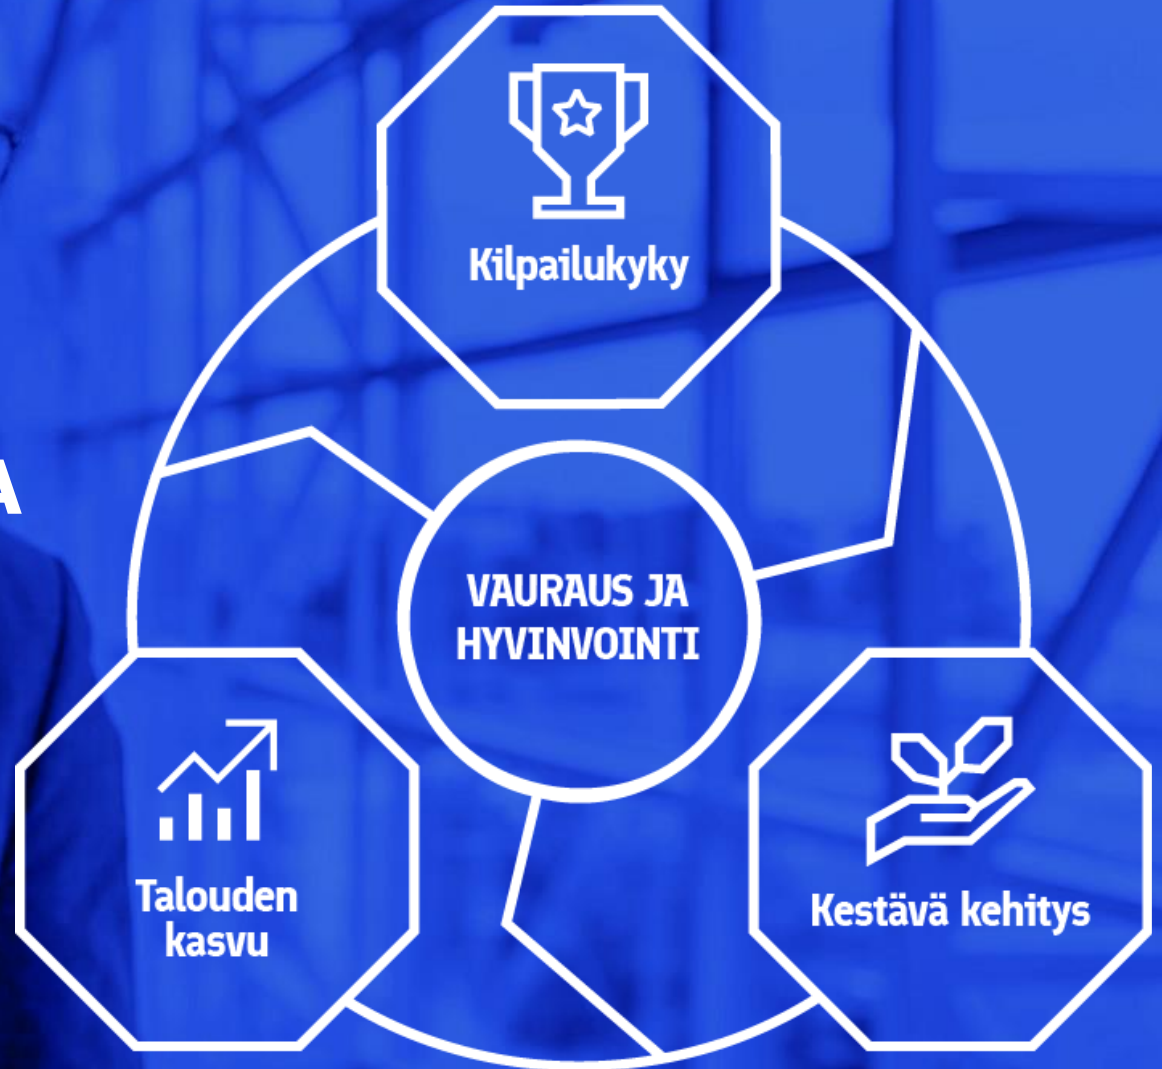 Kilpailukyky
A
VAURAUS JA
HYVINVOINTI
Talouden
kasvu
Kestävä kehitys